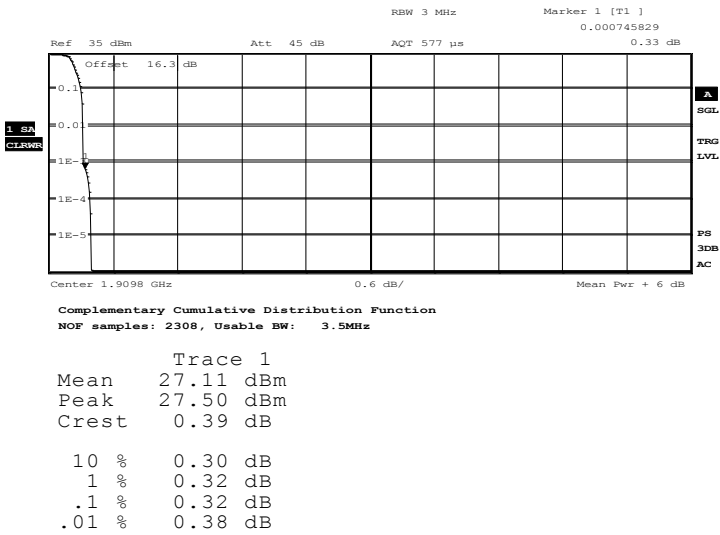 RBW 3 MHz Marker 1 [T1 ]
0.000745829
Ref 35 dBm Att 45 dB AQT 577 µs 0.33 dB
Offset 16.3 dB
0.1
A
SGL
0.01
1 SA
CLRWR
TRG
LVL
1E-3
1
1E-4
1E-5
PS
3DB
AC
Center 1.9098 GHz 0.6 dB/ Mean Pwr + 6 dB
Complementary Cumulative Distribution Function
NOF samples: 2308, Usable BW: 3.5MHz
Trace 1
Mean 27.11 dBm
Peak 27.50 dBm
Crest 0.39 dB
10 % 0.30 dB
1 % 0.32 dB
.1 % 0.32 dB
.01 % 0.38 dB